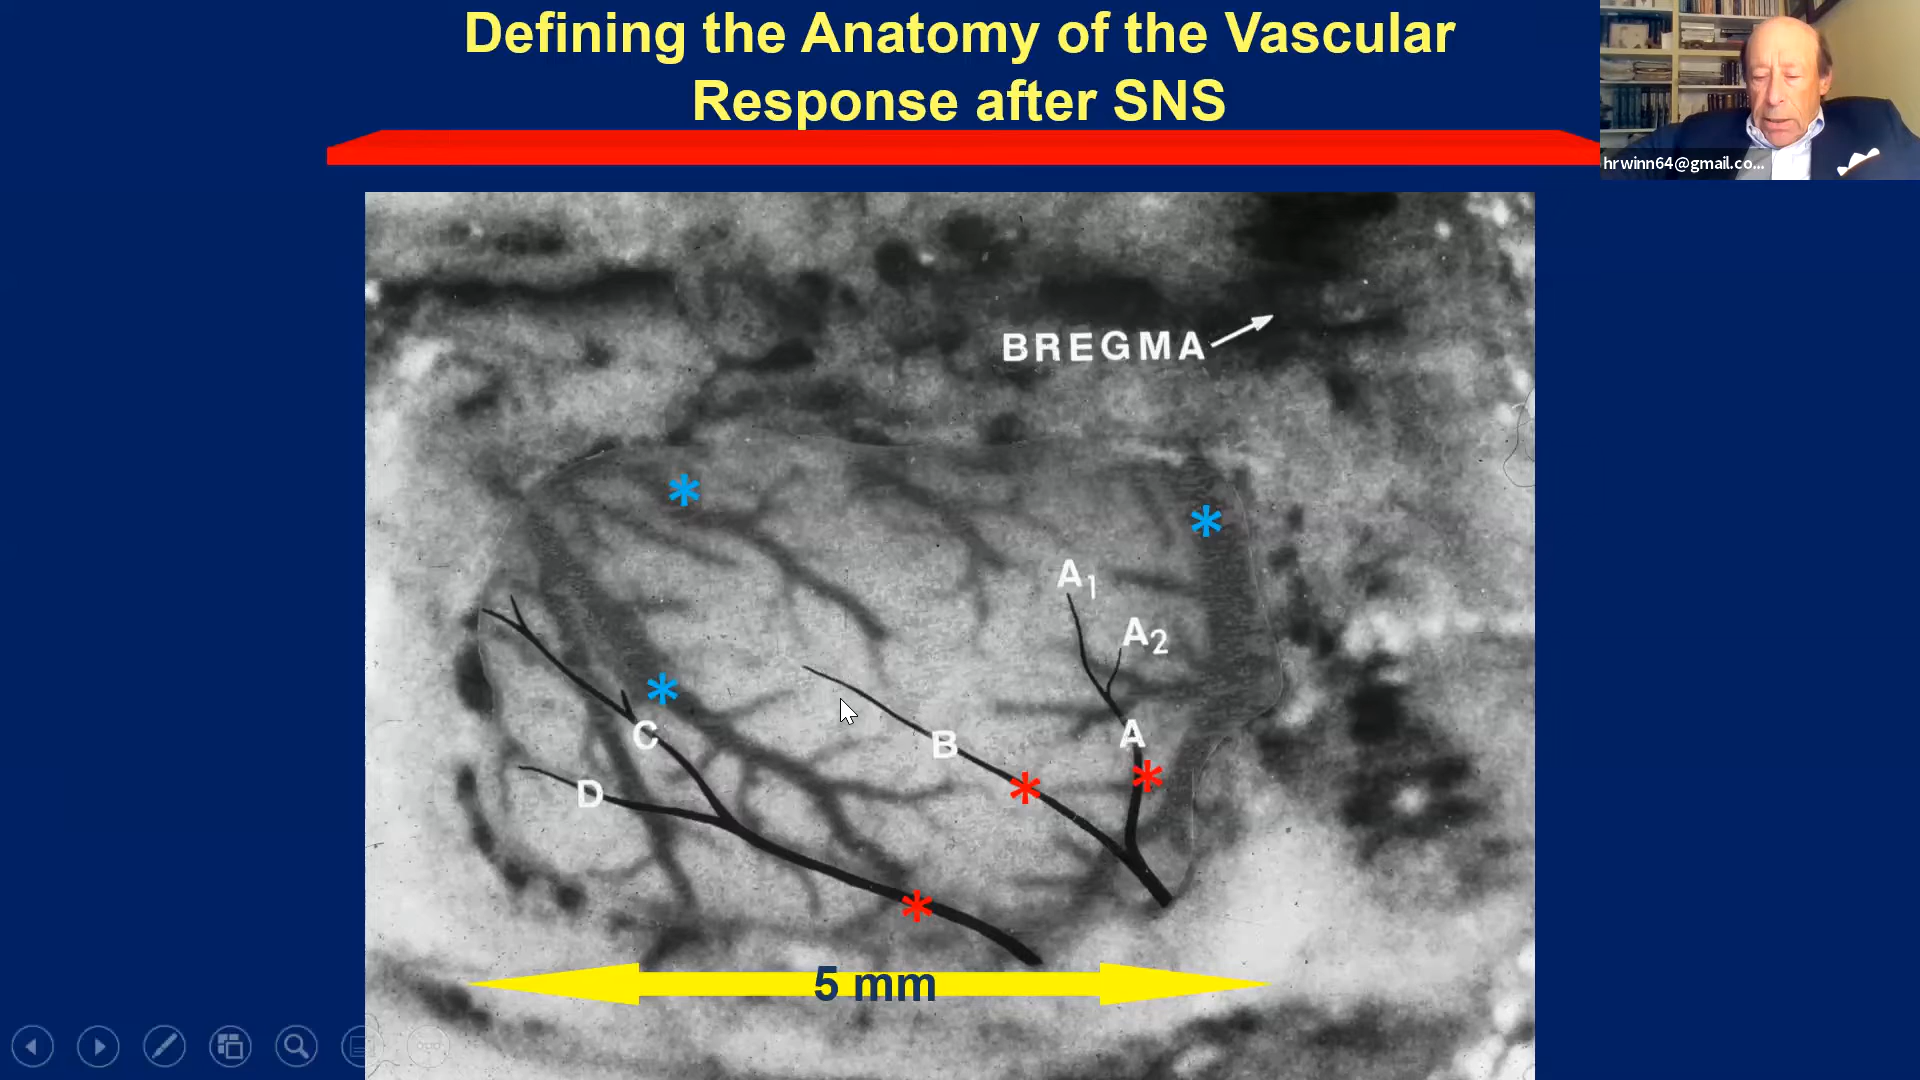 Defining the Anatomy of the Vascular
Response after SNS
hrwinn64@gmail.co...
BREGMA
*
*
A1
A2
*
C
B
A
*
*
D
*
5 mm